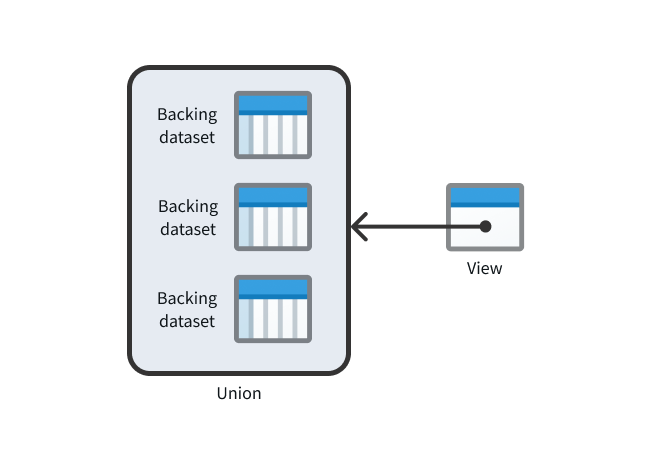 Backing
dataset
Backing
dataset
Backing
dataset
View
Union